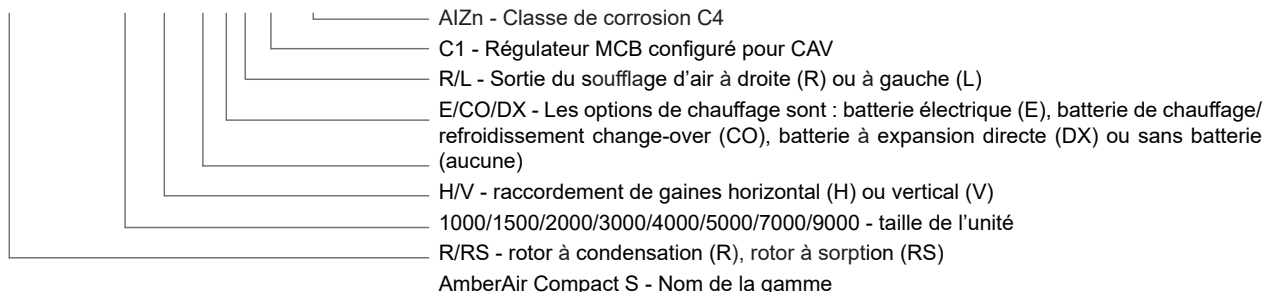 AlZn - Classe de corrosion C4
C1 - Régulateur MCB configuré pour CAV
R/L - Sortie du soufflage d’air à droite (R) ou à gauche (L)
E/CO/DX - Les options de chauffage sont : batterie électrique (E), batterie de chauffage/
refroidissement change-over (CO), batterie à expansion directe (DX) ou sans batterie
(aucune)
H/V - raccordement de gaines horizontal (H) ou vertical (V)
1000/1500/2000/3000/4000/5000/7000/9000 - taille de l’unité
R/RS - rotor à condensation (R), rotor à sorption (RS)
AmberAir Compact S - Nom de la gamme